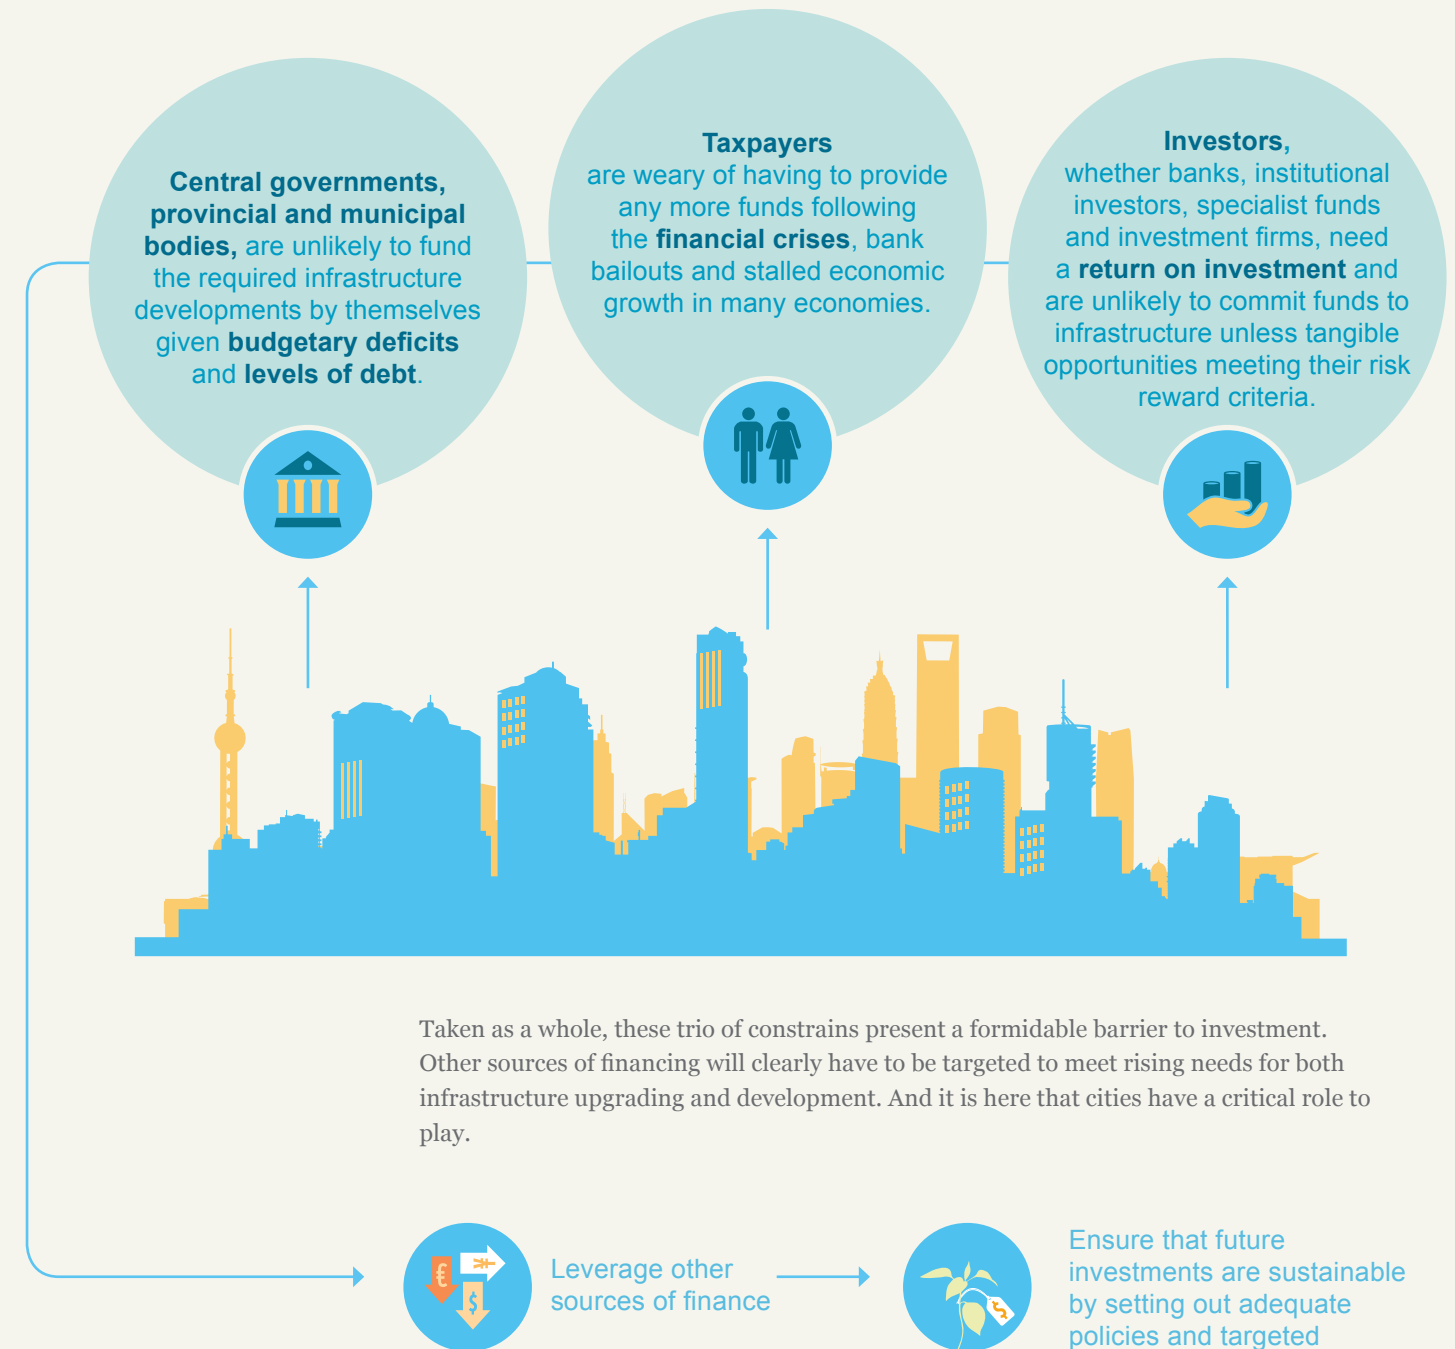 Central governments,
provincial and municipal
bodies, are unlikely to fund
the required infrastructure
developments by themselves
given budgetary deficits
and levels of debt.
Taxpayers
are weary of having to provide
any more funds following
the financial crises, bank
bailouts and stalled economic
growth in many economies.
Investors,
whether banks, institutional
investors, specialist funds
and investment firms, need
a return on investment and
are unlikely to commit funds to
infrastructure unless tangible
opportunities meeting their risk
reward criteria.
Taken as a whole, these trio of constrains present a formidable barrier to investment.
Other sources of financing will clearly have to be targeted to meet rising needs for both
infrastructure upgrading and development. And it is here that cities have a critical role to
play.
€
$
Leverage other
sources of finance
$
Ensure that future
investments are sustainable
by setting out adequate
policies and targeted